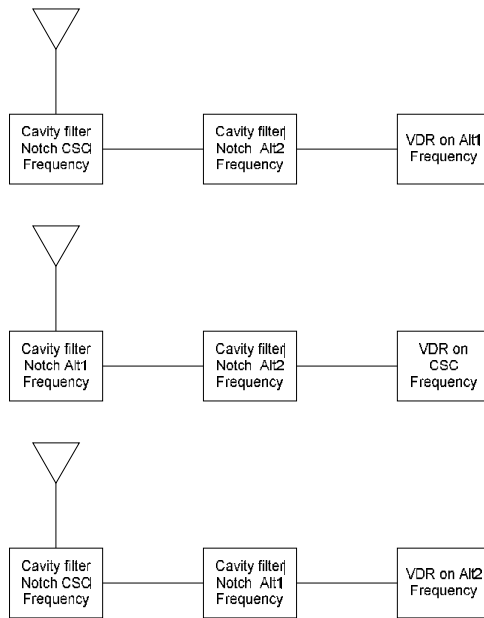 Cavity filter
Notch CSC
Frequency
Cavity filter
Notch Alt2
Frequency
VDR on Alt1
Frequency
Cavity filter
Notch Alt1
Frequency
Cavity filter
Notch Alt2
Frequency
VDR on
CSC
Frequency
Cavity filter
Notch CSC
Frequency
Cavity filter
Notch Alt1
Frequency
VDR on Alt2
Frequency